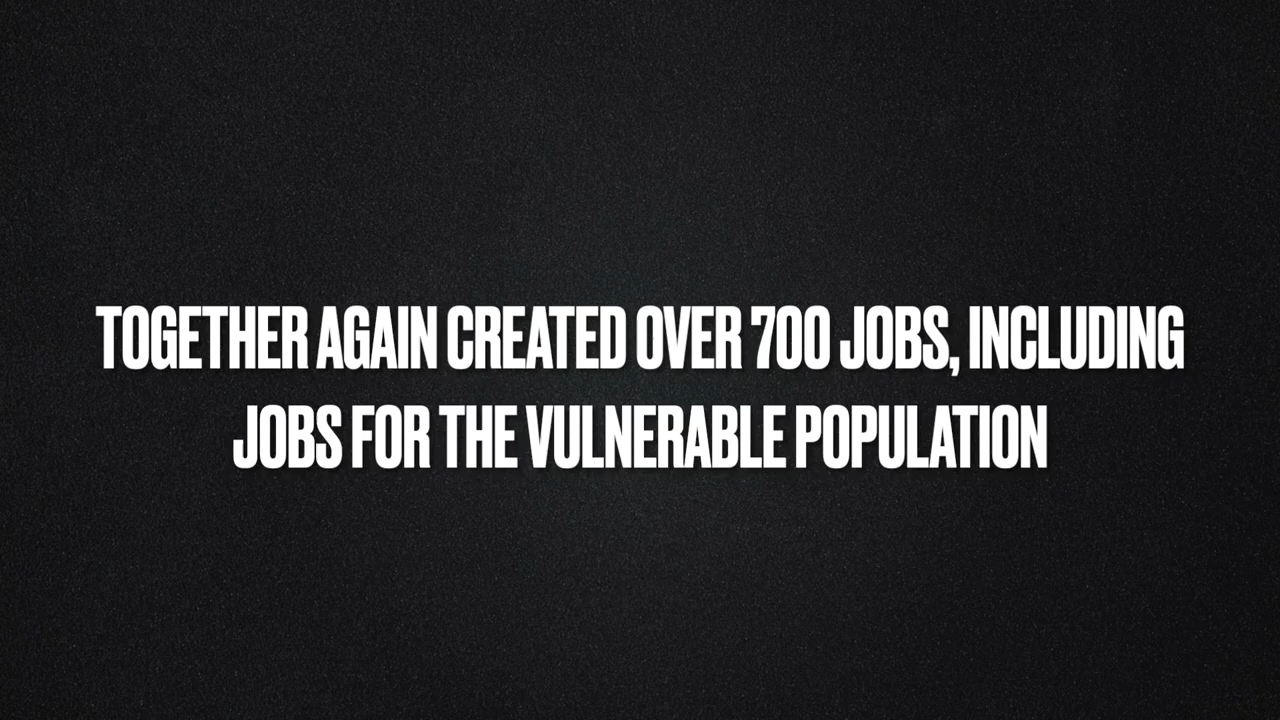 TOGETHER AGAIN CREATED OVER 700 JOBS, INCLUDING
JOBS FOR THE VULNERABLE POPULATION